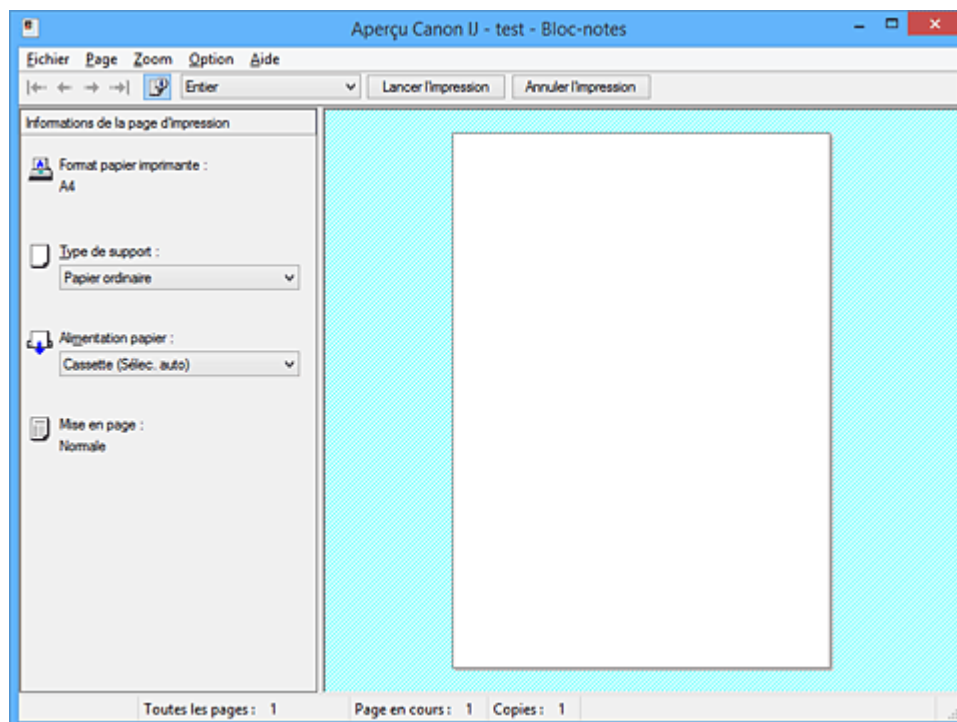 Aperçu Canon IJ - test - Bloc-notes
Fichier Page Zoom Option Aide
Entier Lancer l'impression Annuler l'impression
Informations de la page d'impression
Format papier imprimante :
A4
Type de support :
Papier ordinaire
Alimentation papier :
Cassette (Sélec. auto)
Mise en page :
Normale
Toutes les pages : 1 Page en cours : 1 Copies : 1